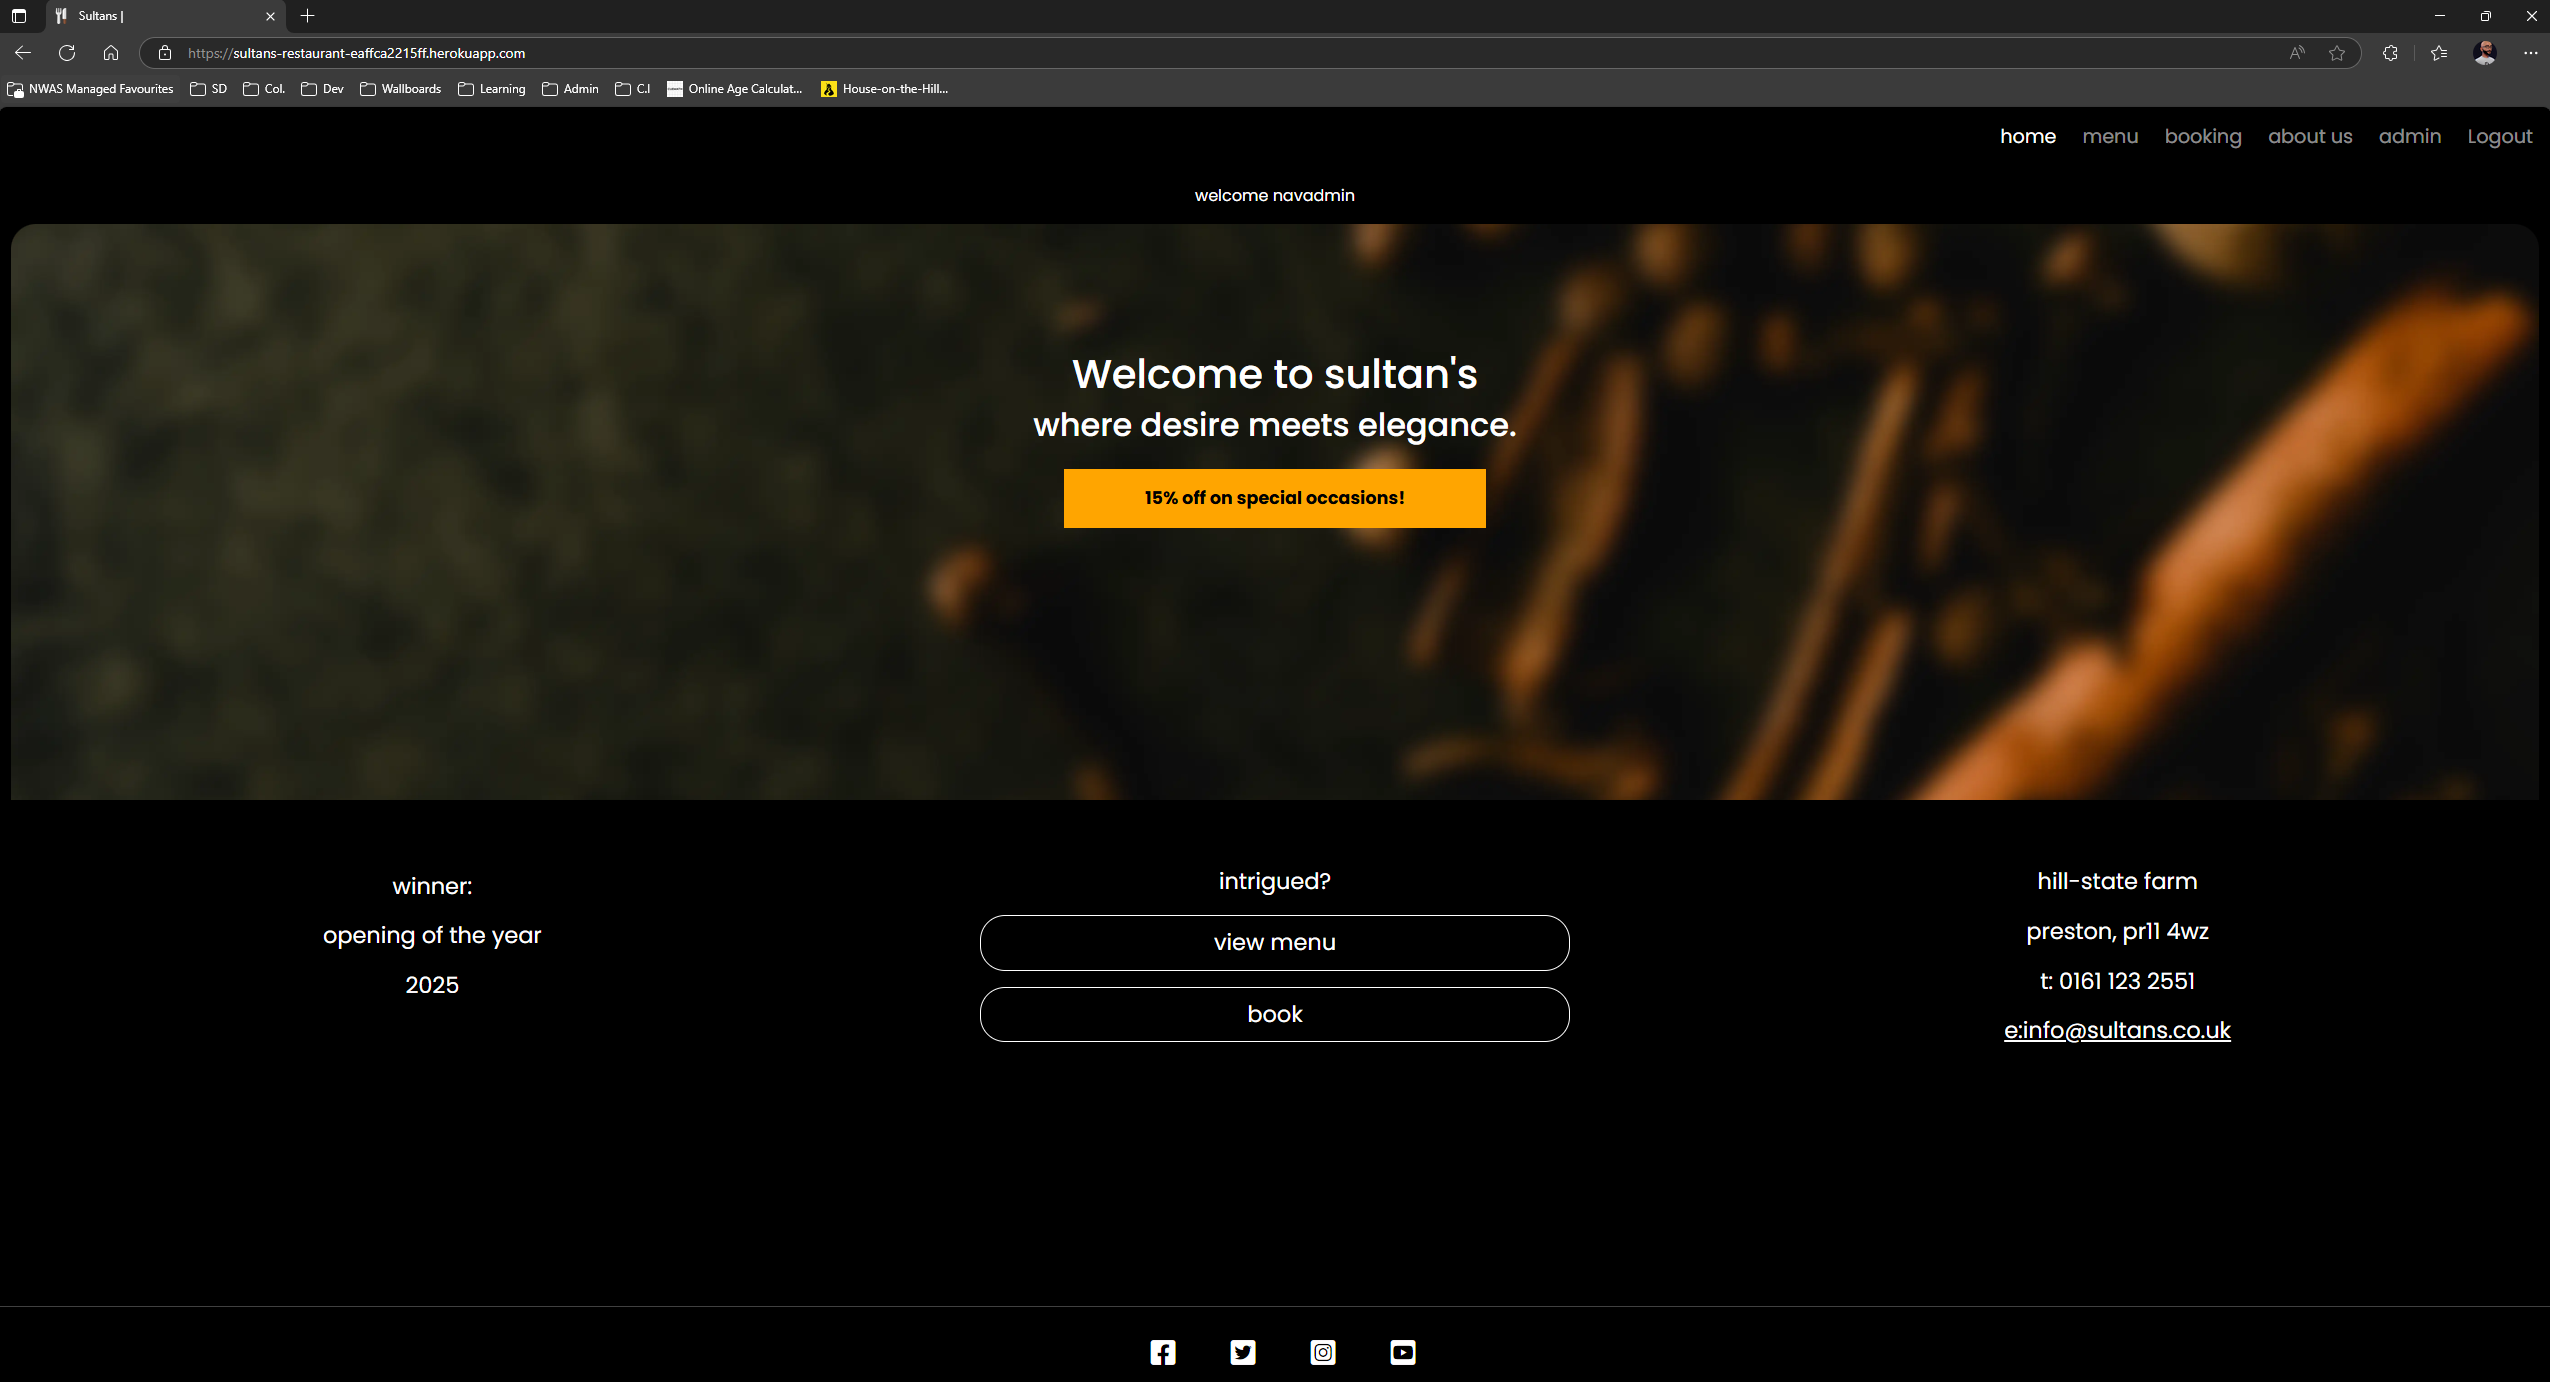 Sultans |
https://sultans-restaurant-eaffca2215ff.herokuapp.com
NWAS Managed Favourites SD Col. Dev Wallboards Learning Admin C.I Online Age Calculat... House-on-the-Hill...
home menu booking about us admin Logout
welcome navadmin
Welcome to sultan's
where desire meets elegance.
15% off on special occasions!
winner:
opening of the year
2025
intrigued?
view menu
book
hill-state farm
preston, pr11 4wz
t: 0161 123 2551
e:info@sultans.co.uk